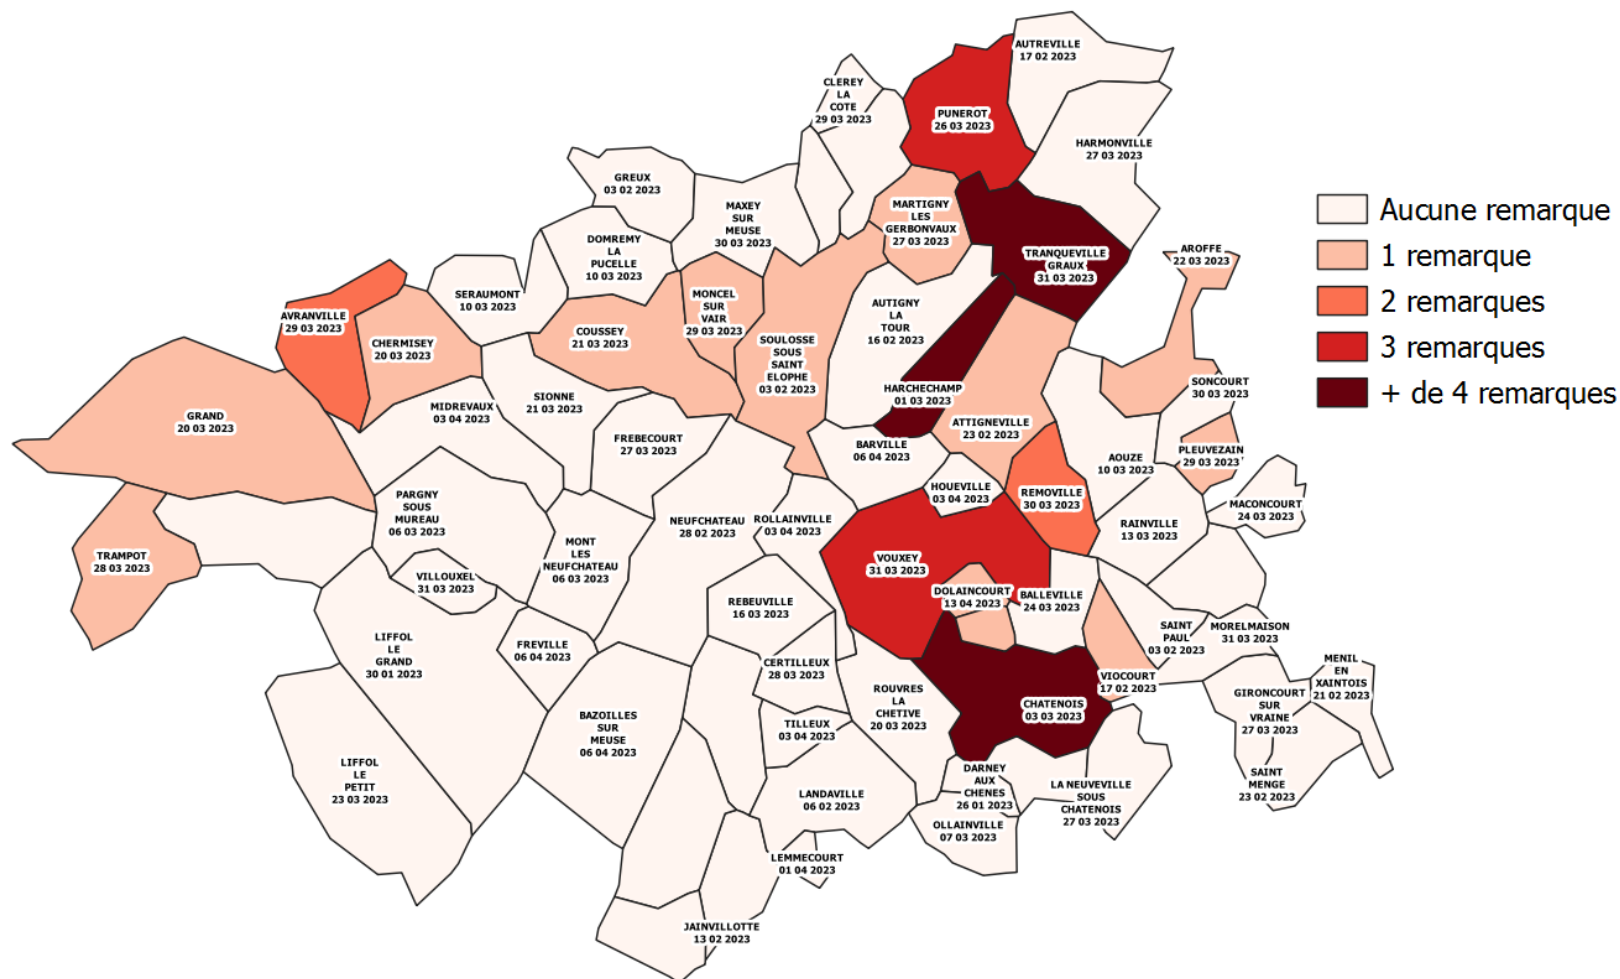 AUTREVILLE
17 02 2023
CLEREY
LA
COTE
29 03 2023
PUNEROT
26 03 2023
HARMONVILLE
27 03 2023
GREUX
03 02 2023
MAXEY
SUR
MEUSE
30 03 2023
MARTIGNY
LES
GERBONVAUX
27 03 2023
Aucune remarque
1 remarque
2 remarques
3 remarques
+ de 4 remarques
DOMREMY
LA
PUCELLE
10 03 2023
TRANQUEVILLE
GRAUX
31 03 2023
AROFFE
22 03 2023
SERAUMONT
10 03 2023
MONCEL
SUR
VAIR
29 03 2023
AUTIGNY
LA
TOUR
16 02 2023
AVRANVILLE
29 03 2023
CHERMISEY
20 03 2023
COUSSEY
21 03 2023
SOULOSSE
SOUS
SAINT
ELOPHE
03 02 2023
HARCHECHAMP
01 03 2023
SONCOURT
30 03 2023
GRAND
20 03 2023
MIDREVAUX
03 04 2023
SIONNE
21 03 2023
FREBECOURT
27 03 2023
BARVILLE
06 04 2023
ATTIGNEVILLE
23 02 2023
AOUZE
10 03 2023
PLEUVEZAIN
29 03 2023
PARGNY
SOUS
MUREAU
06 03 2023
NEUFCHATEAU
28 02 2023
ROLLAINVILLE
03 04 2023
HOUEVILLE
03 04 2023
REMOVILLE
30 03 2023
RAINVILLE
13 03 2023
MACONCOURT
24 03 2023
TRAMPOT
28 03 2023
VILLOUXEL
31 03 2023
MONT
LES
NEUFCHATEAU
06 03 2023
VOUXEY
31 03 2023
DOLAINCOURT
13 04 2023
BALLEVILLE
24 03 2023
REBEUVILLE
16 03 2023
LIFFOL
LE
GRAND
30 01 2023
FREVILLE
06 04 2023
CERTILLEUX
28 03 2023
SAINT
PAUL
03 02 2023
MORELMAISON
31 03 2023
MENIL
EN
XAINTOIS
21 02 2023
VIOCOURT
17 02 2023
ROUVRES
LA
CHETIVE
20 03 2023
CHATENOIS
03 03 2023
GIRONCOURT
SUR
VRAINE
27 03 2023
BAZOILLES
SUR
MEUSE
06 04 2023
TILLEUX
03 04 2023
LIFFOL
LE
PETIT
23 03 2023
LANDAVILLE
06 02 2023
DARNEY
AUX
CHENES
26 01 2023
LA NEUVEVILLE
SOUS
CHATENOIS
27 03 2023
SAINT
MENGE
23 02 2023
OLLAINVILLE
07 03 2023
LEMMECOURT
01 04 2023
JAINVILLOTTE
13 02 2023